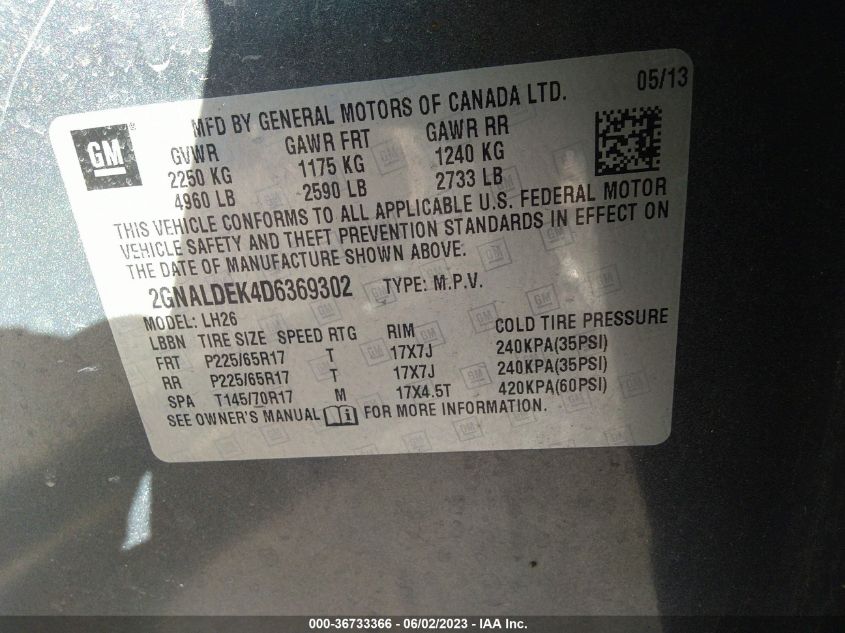 05/13
GM®
MFD BY GENERAL MOTORS OF CANADA LTD.
GVWR GAWR FRT GAWR RR
2250 KG 1175 KG 1240 KG
4960 LB 2590 LB 2733 LB
THIS VEHICLE CONFORMS TO ALL APPLICABLE U.S. FEDERAL MOTOR
VEHICLE SAFETY AND THEFT PREVENTION STANDARDS IN EFFECT ON
THE DATE OF MANUFACTURE SHOWN ABOVE.
2GNALDEK4D6369302 TYPE: M.P.V.
MODEL: LH26
LBBN TIRE SIZE SPEED RTG RIM COLD TIRE PRESSURE
FRT P225/65R17 T 17X7J 240KPA(35PSI)
RR P225/65R17 T 17X7J 240KPA(35PSI)
SPA T145/70R17 M 17X4.5T 420KPA(60PSI)
SEE OWNER'S MANUAL FOR MORE INFORMATION.
000-36733366 - 06/02/2023 - IAA Inc.